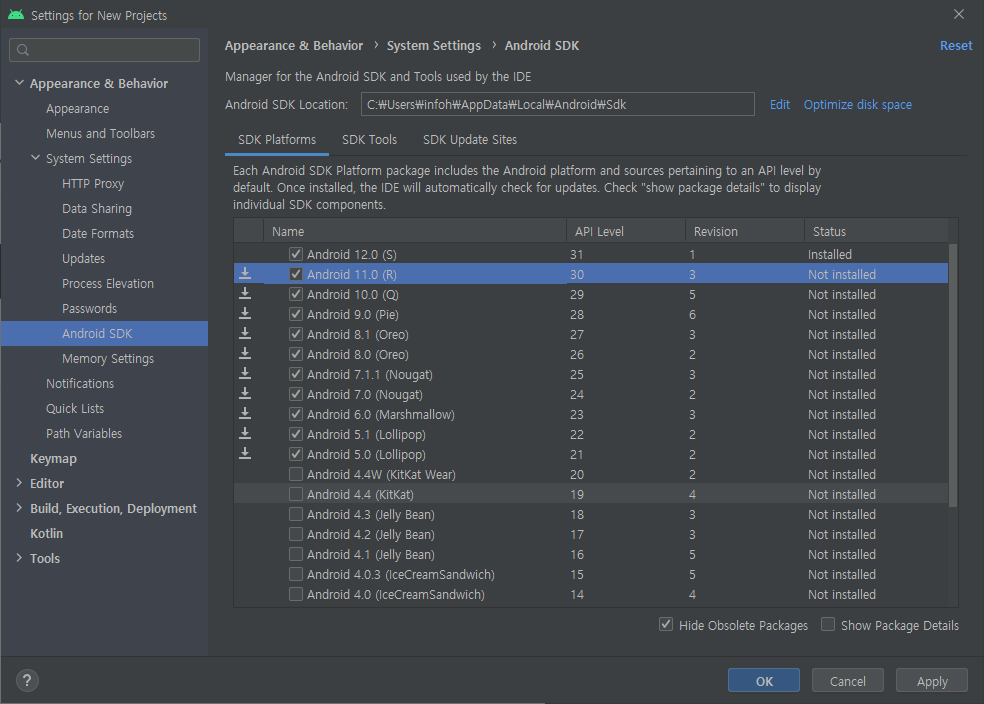 Settings for New Projects
Appearance & Behavior
Appearance
Menus and Toolbars
System Settings
HTTP Proxy
Data Sharing
Date Formats
Updates
Process Elevation
Passwords
Android SDK
Memory Settings
Notifications
Quick Lists
Path Variables
Keymap
Editor
Build, Execution, Deployment
Kotlin
Tools
Appearance & Behavior › System Settings › Android SDK Reset
Manager for the Android SDK and Tools used by the IDE
Android SDK Location: C:₩Users₩infoh₩AppData₩Local₩Android₩Sdk Edit Optimize disk space
SDK Platforms SDK Tools SDK Update Sites
Each Android SDK Platform package includes the Android platform and sources pertaining to an API level by
default. Once installed, the IDE will automatically check for updates. Check "show package details" to display
individual SDK components.
Name API Level Revision Status
Android 12.0 (S) 31 1 Installed
Android 11.0 (R) 30 3 Not installed
Android 10.0 (Q) 29 5 Not installed
Android 9.0 (Pie) 28 6 Not installed
Android 8.1 (Oreo) 27 3 Not installed
Android 8.0 (Oreo) 26 2 Not installed
Android 7.1.1 (Nougat) 25 3 Not installed
Android 7.0 (Nougat) 24 2 Not installed
Android 6.0 (Marshmallow) 23 3 Not installed
Android 5.1 (Lollipop) 22 2 Not installed
Android 5.0 (Lollipop) 21 2 Not installed
Android 4.4W (KitKat Wear) 20 2 Not installed
Android 4.4 (KitKat) 19 4 Not installed
Android 4.3 (Jelly Bean) 18 3 Not installed
Android 4.2 (Jelly Bean) 17 3 Not installed
Android 4.1 (Jelly Bean) 16 5 Not installed
Android 4.0.3 (IceCreamSandwich) 15 5 Not installed
Android 4.0 (IceCreamSandwich) 14 4 Not installed
Hide Obsolete Packages Show Package Details
? OK Cancel Apply